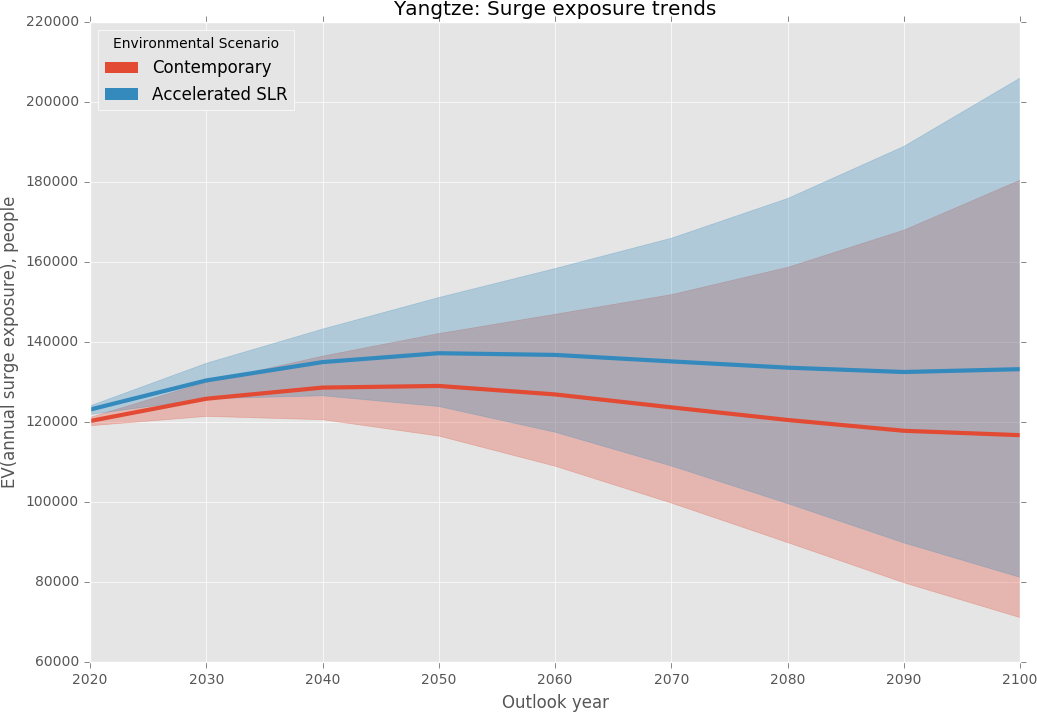 Yangtze: Surge exposure trends
Environmental Scenario
Contemporary
Accelerated SLR
EV(annual surge exposure), people
220000
200000
180000
160000
140000
120000
100000
80000
60000
2020 2030 2040 2050 2060 2070 2080 2090 2100
Outlook year